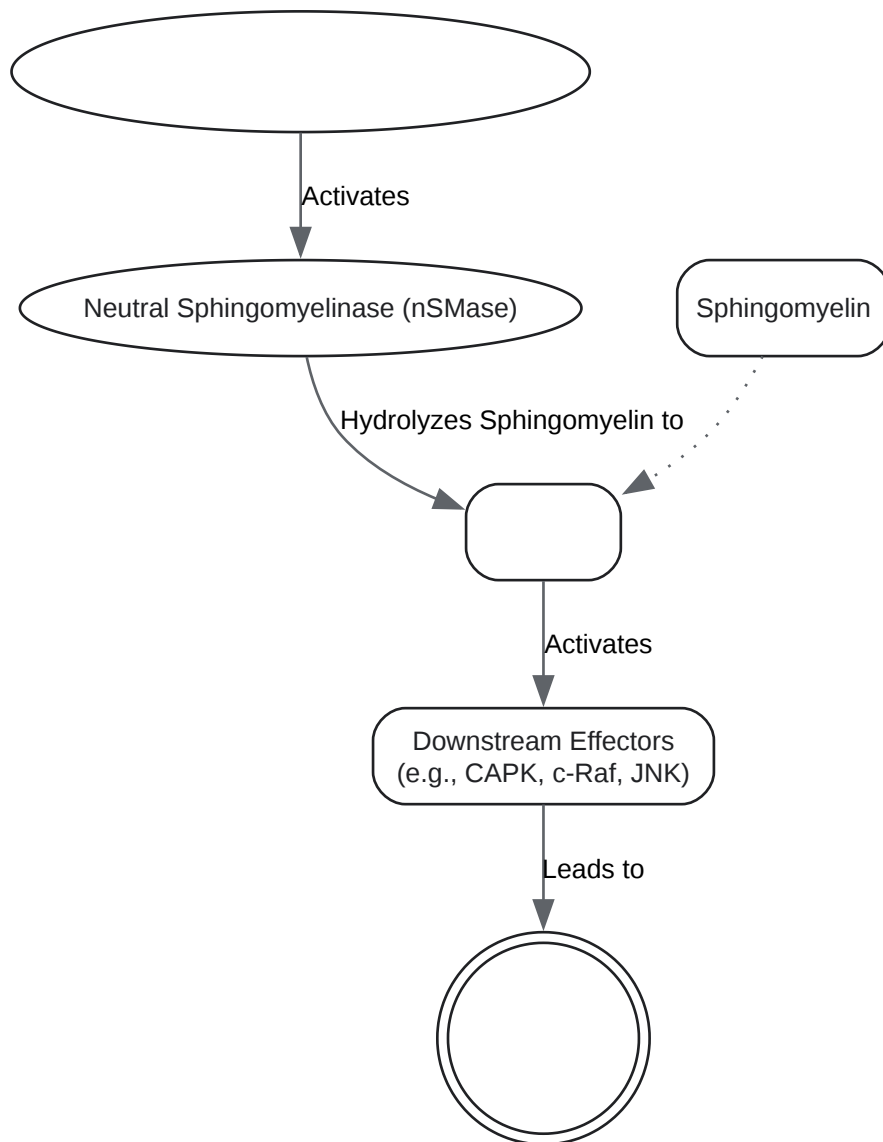 Activates
Neutral Sphingomyelinase (nSMase)
Sphingomyelin
Hydrolyzes Sphingomyelin to
Activates
Downstream Effectors
(e.g., CAPK, c-Raf, JNK)
Leads to